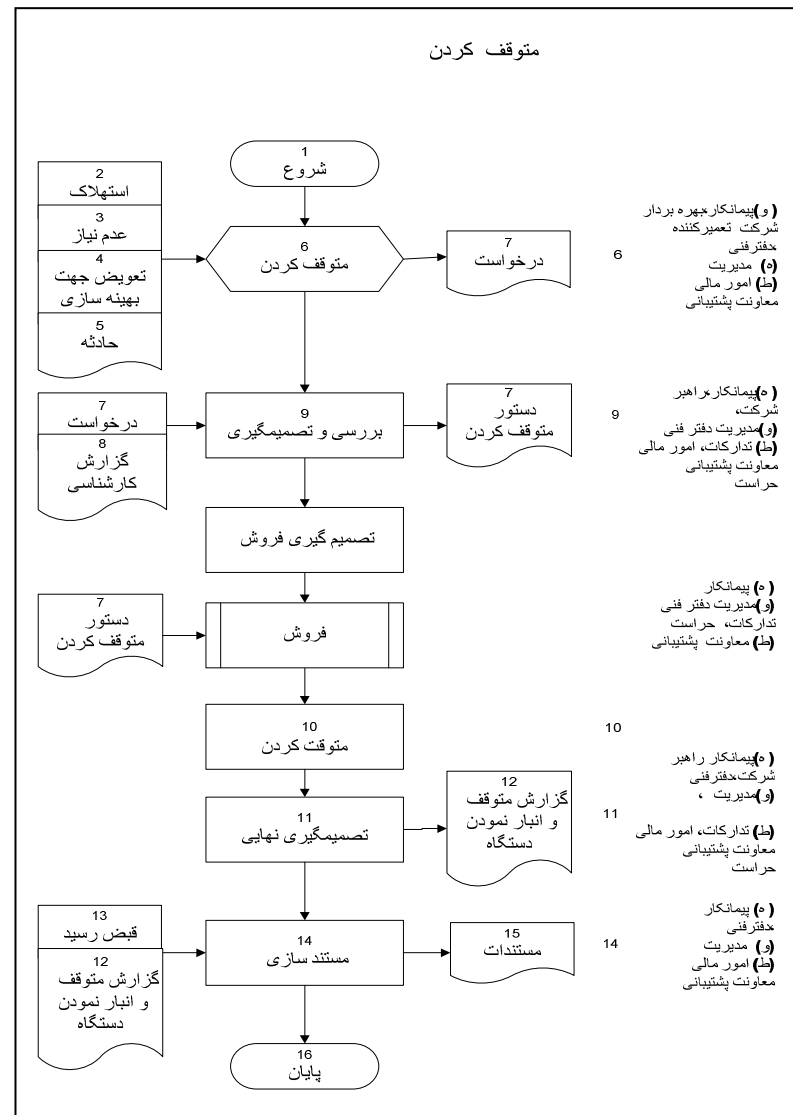 متوقف کردن
1
شروع
2
استهلاک
3
عدم نیاز
4
تعویض جهت
بهینه سازی
5
حادثه
6
متوقف کردن
7
درخواست
6
( و)پیمانکار،بهره بردار
شرکت تعمیرکننده
،دفترفنی
(ه) مدیریت
(ط) امور مالی
معاونت پشتیبانی
7
درخواست
8
گزارش
کارشناسی
9
بررسی و تصمیمگیری
7
دستور
متوقف کردن
9
( ه)پیمانکار،راهبر
شرکت،
(و)مدیریت دفتر فنی
(ط) تدارکات، امور مالی
معاونت پشتیبانی
حراست
تصمیم گیری فروش
7
دستور
متوقف کردن
فروش
( ه) پیمانکار
(و)مدیریت دفتر فنی
تدارکات، حراست
(ط) معاونت پشتیبانی
10
متوقت کردن
10
11
تصمیمگیری نهایی
12
گزارش متوقف
و انبار نمودن
دستگاه
11
( ه)پیمانکار راهبر
شرکت،دفترفنی
(و)مدیریت ،
(ط) تدارکات، امور مالی
معاونت پشتیبانی
حراست
13
قبض رسید
12
گزارش متوقف
و انبار نمودن
دستگاه
14
مستند سازی
15
مستندات
14
( ه) پیمانکار
،دفترفنی
(و) مدیریت
(ط) امور مالی
معاونت پشتیبانی
16
پایان